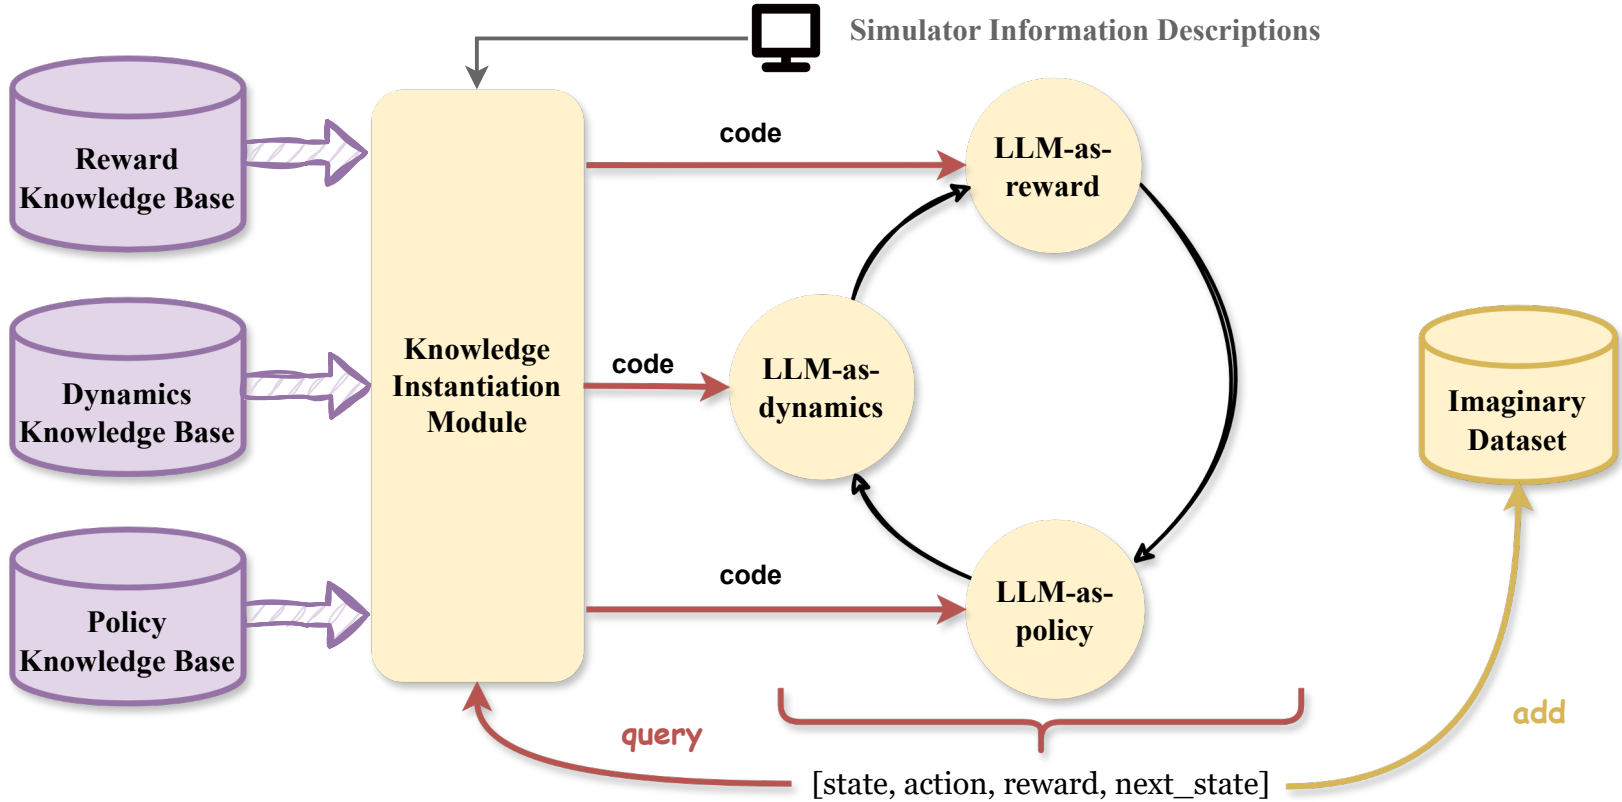 Simulator Information Descriptions
Reward
Knowledge Base
code
LLM-as-
reward
Dynamics
Knowledge Base
Knowledge
Instantiation
Module
code
LLM-as-
dynamics
Imaginary
Dataset
Policy
Knowledge Base
code
LLM-as-
policy
query
add
[state, action, reward, next_state]